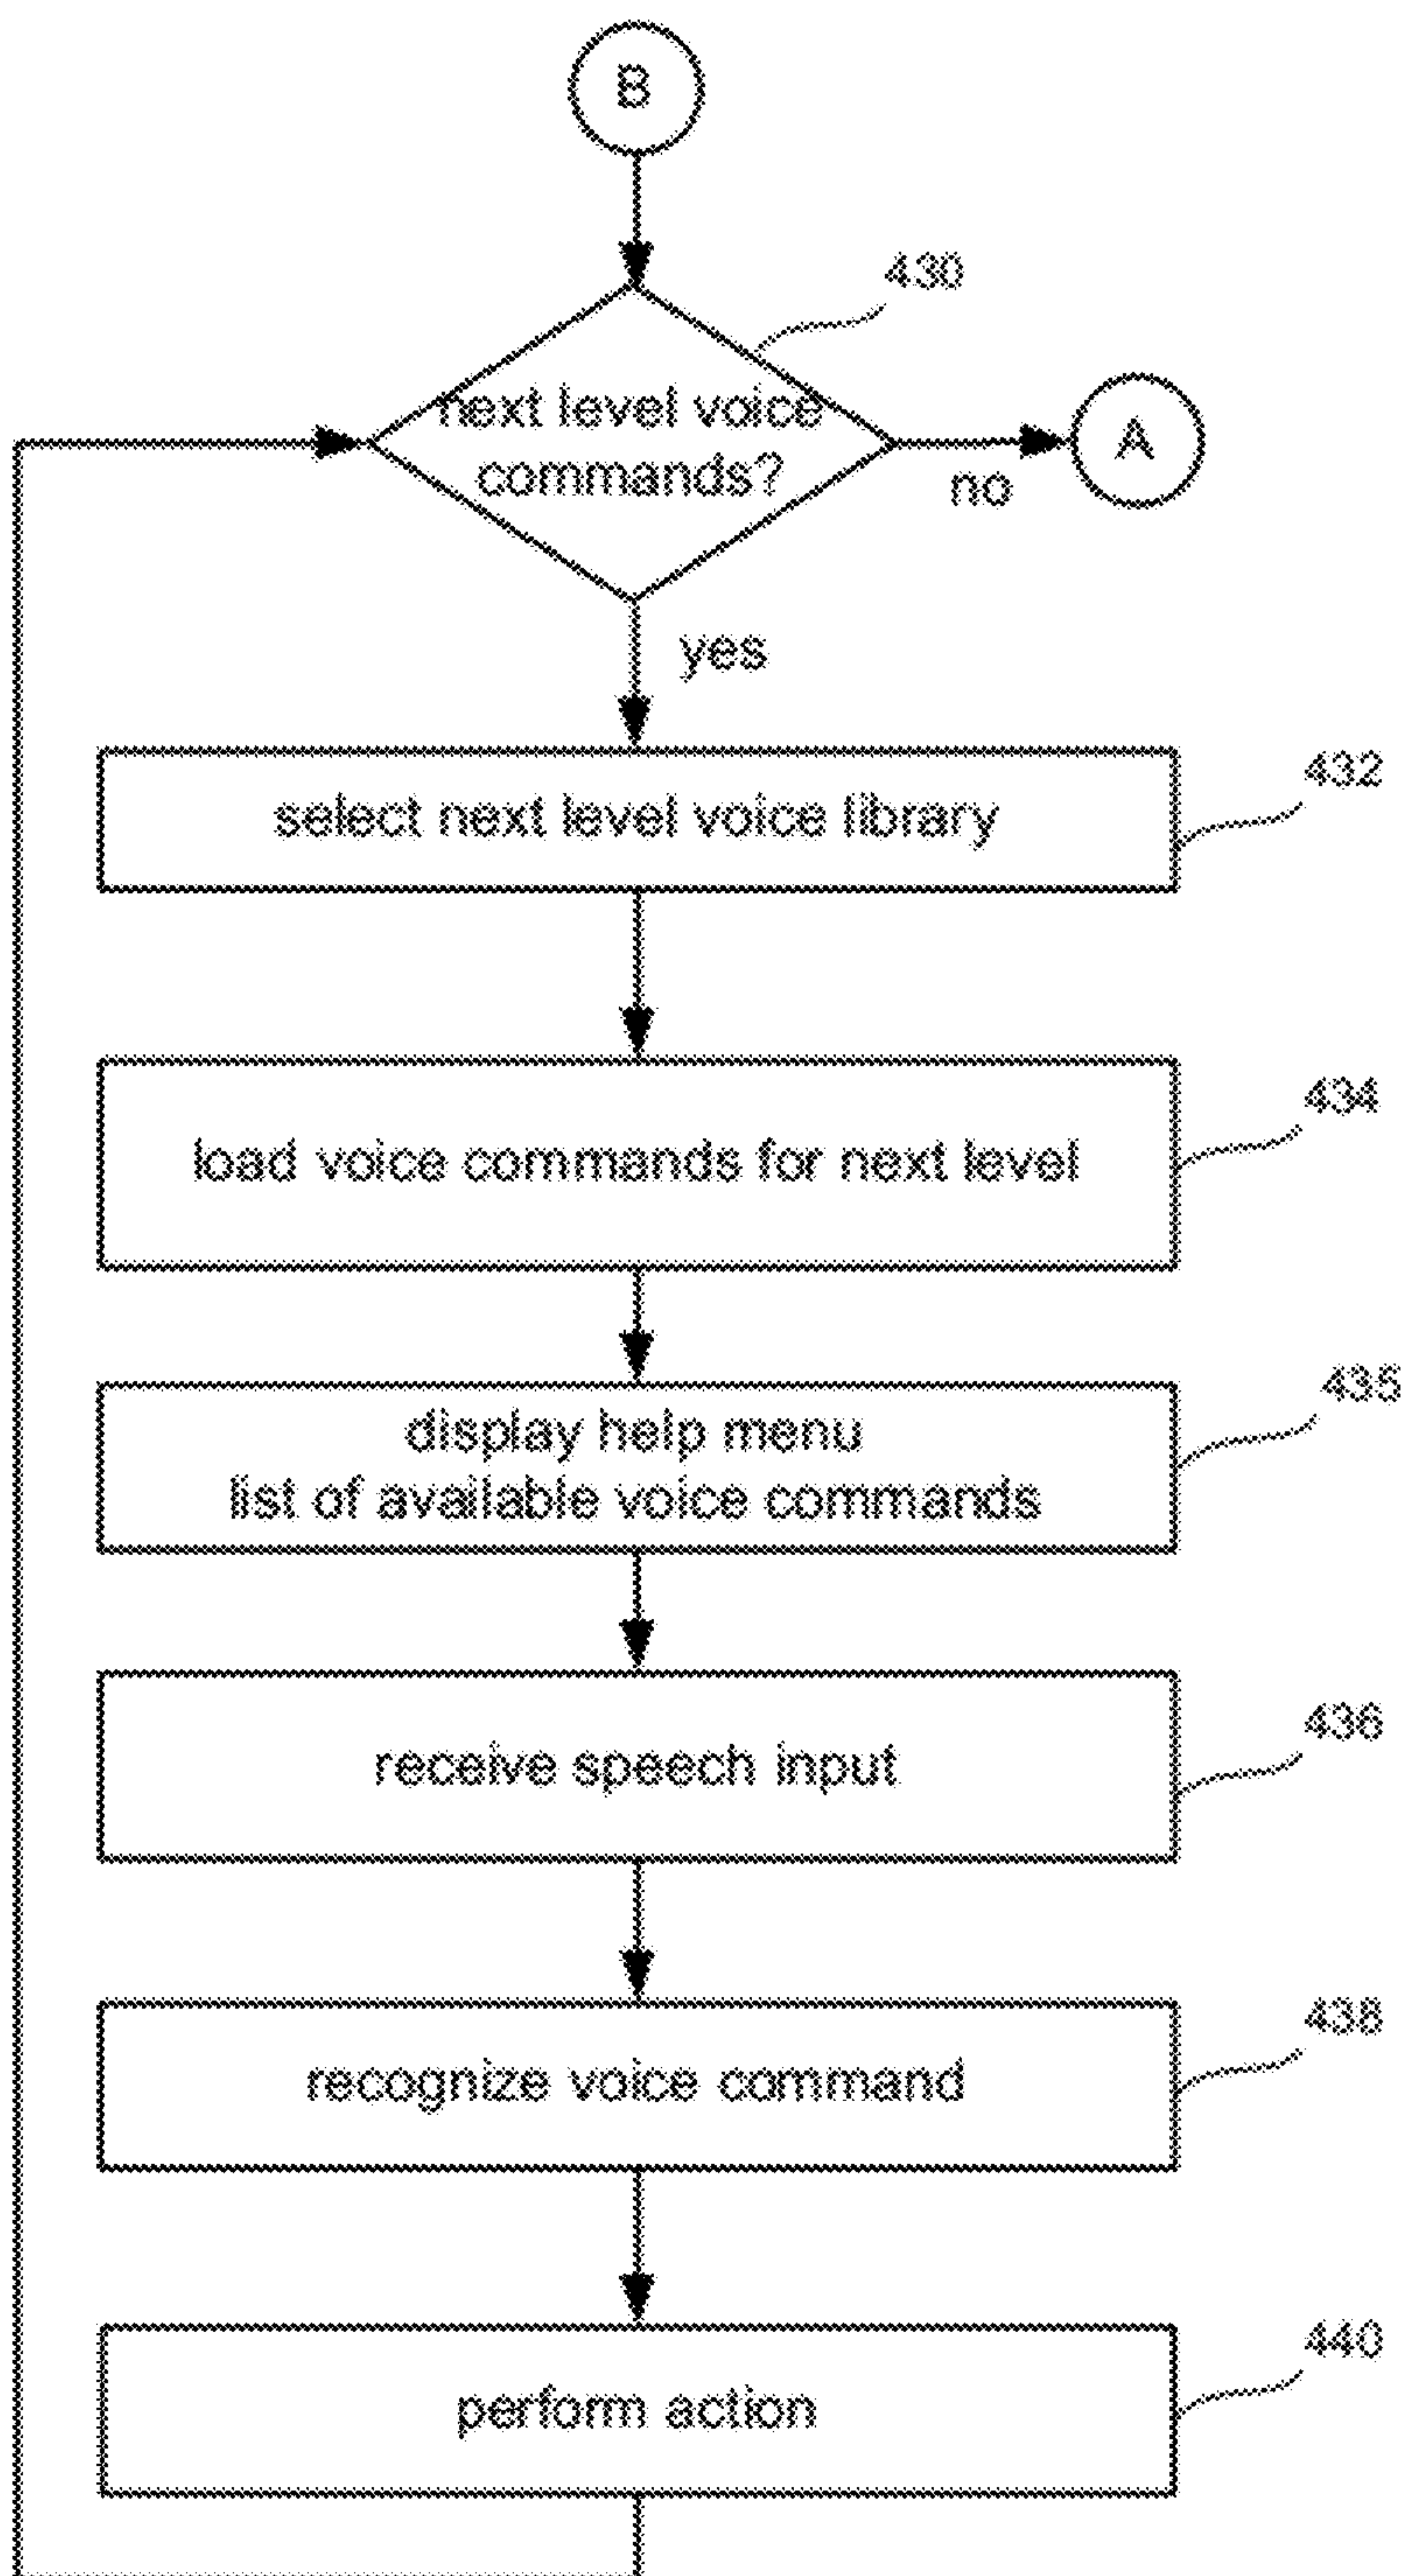 B
430
next level voice
commands?
A
no
yes
select next level voice library
432
load voice commands for next level
434
display help menu
list of available voice commands
435
receive speech input
436
recognize voice command
438
perform action
440